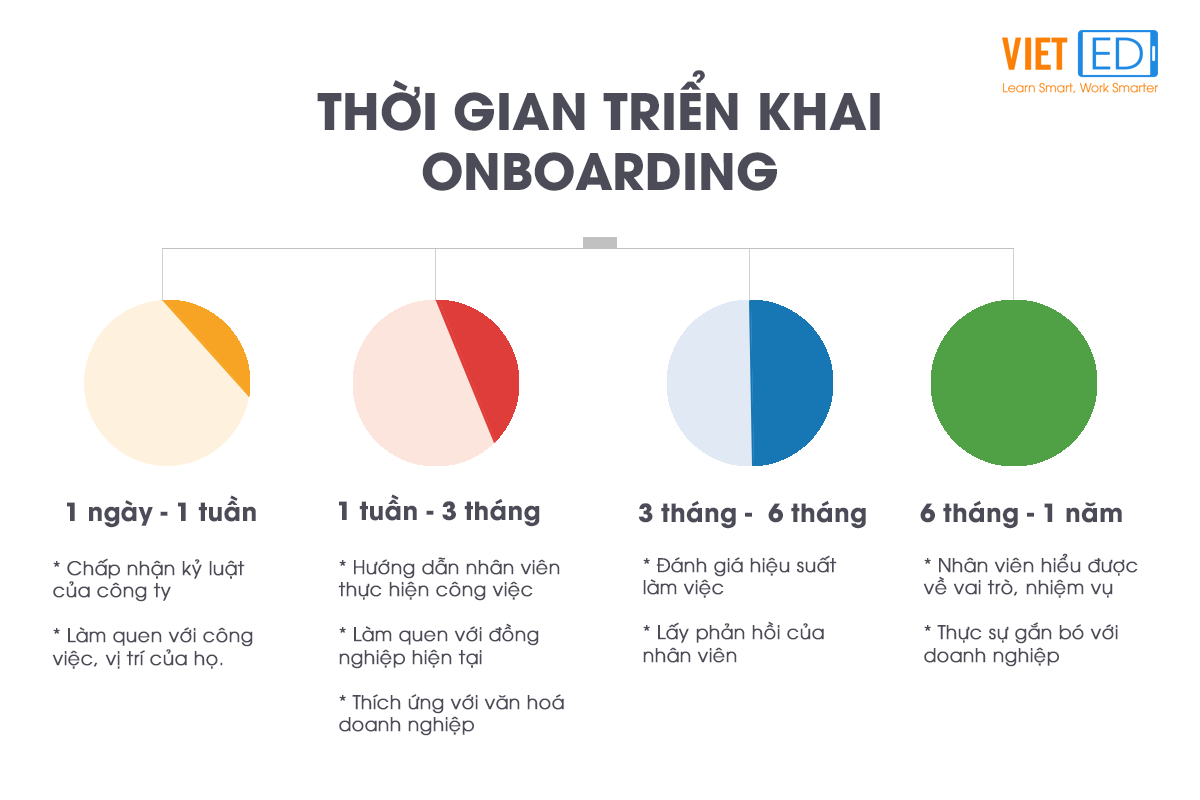 VIET ED
Learn Smart, Work Smarter
THỜI GIAN TRIỂN KHAI
ONBOARDING
1 ngày - 1 tuần
* Chấp nhận kỷ luật
của công ty
* Làm quen với công
việc, vị trí của họ.
1 tuần - 3 tháng
* Hướng dẫn nhân viên
thực hiện công việc
* Làm quen với đồng
nghiệp hiện tại
* Thích ứng với văn hoá
doanh nghiệp
3 tháng - 6 tháng
* Đánh giá hiệu suất
làm việc
* Lấy phản hồi của
nhân viên
6 tháng - 1 năm
* Nhân viên hiểu được
về vai trò, nhiệm vụ
* Thực sự gắn bó với
doanh nghiệp